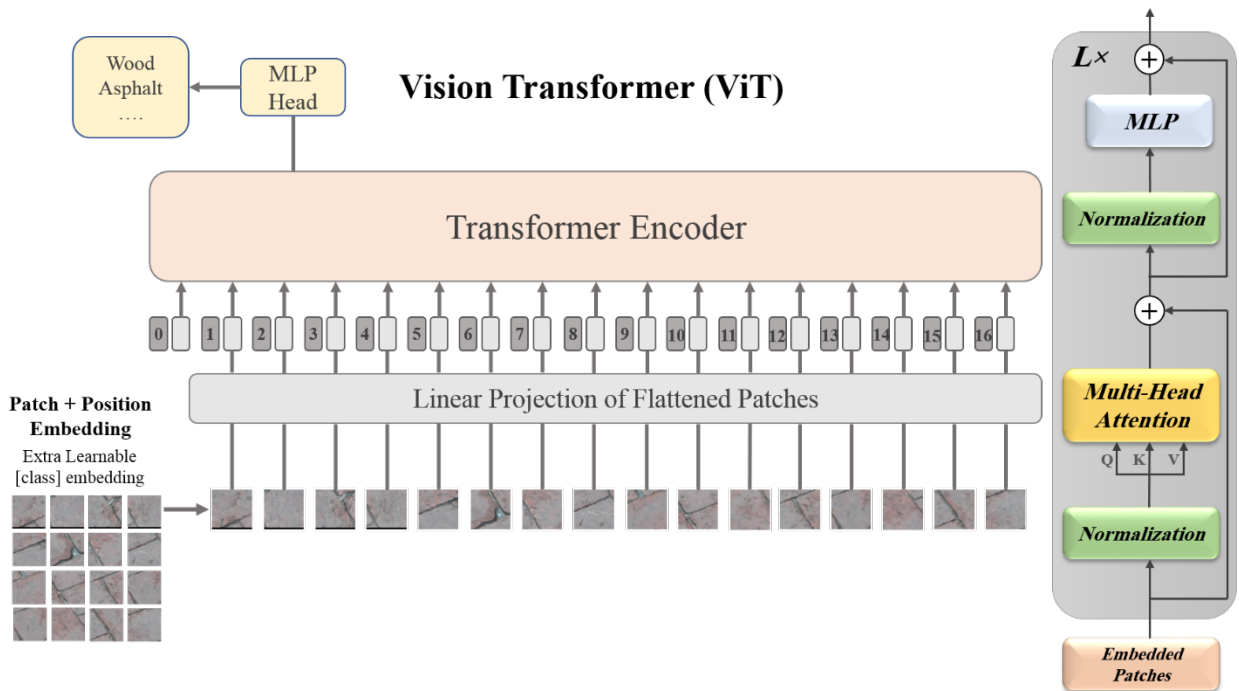 Wood
Asphalt
....
MLP
Head
Vision Transformer (ViT)
Transformer Encoder
0 1 2 3 4 5 6 7 8 9 10 11 12 13 14 15 16
Linear Projection of Flattened Patches
Patch + Position
Embedding
Extra Learnable
[class] embedding
L×
MLP
Normalization
Multi-Head
Attention
Q K V
Normalization
Embedded
Patches